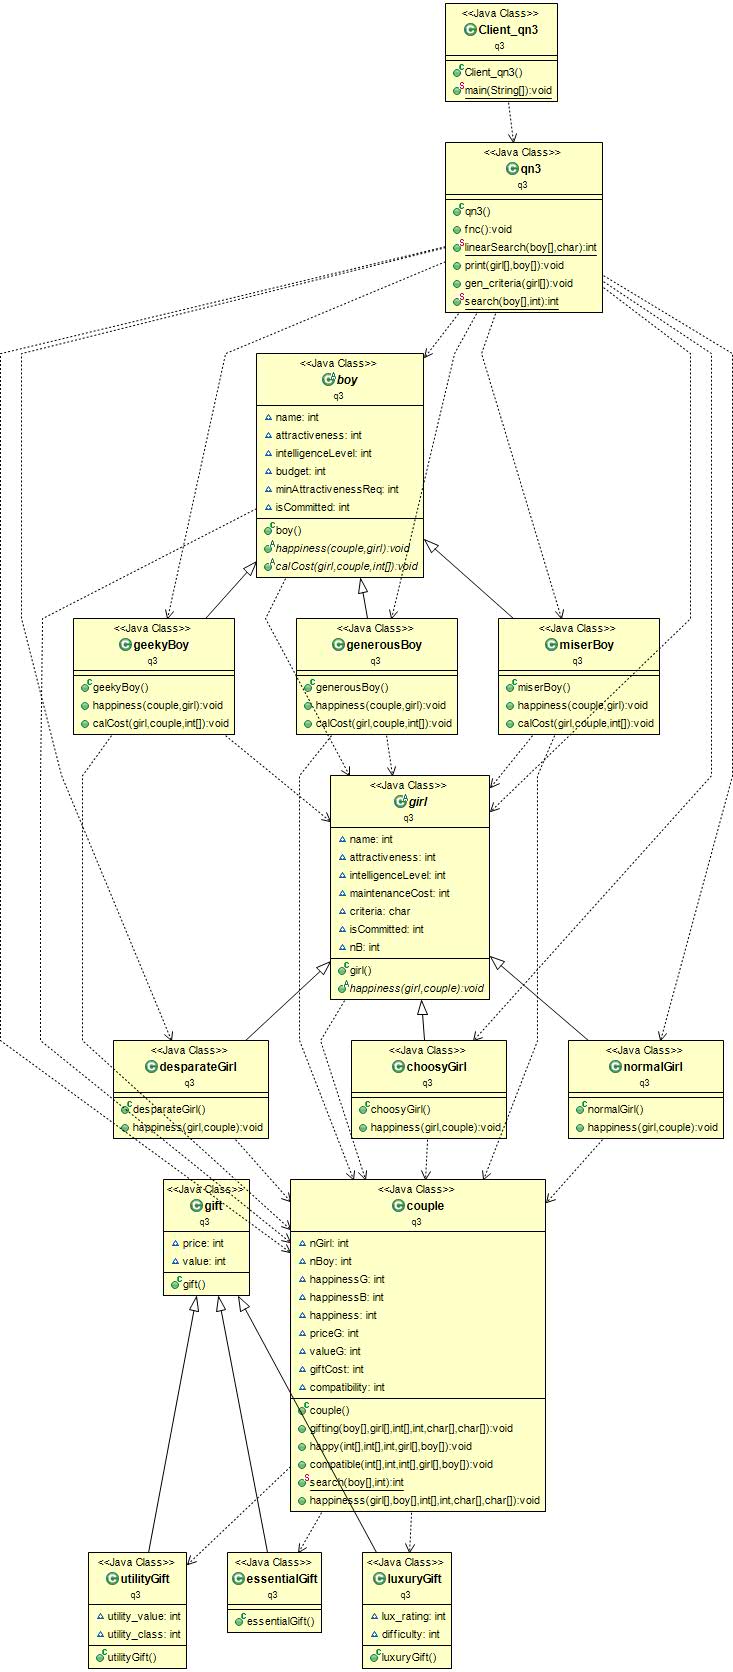 <<Java Class>>
Client_qn3
q3
Client_qn3()
main(String[]):void
<<Java Class>>
qn3
q3
qn3()
fnc():void
linearSearch(boy[],char):int
print(girl[],boy[]):void
gen_criteria(girl[]):void
search(boy[],int):int
<<Java Class>>
boy
q3
name: int
attractiveness: int
intelligenceLevel: int
budget: int
minAttractivenessReq: int
isCommitted: int
boy()
happiness(couple,girl):void
calCost(girl,couple,int[]):void
<<Java Class>>
geekyBoy
q3
geekyBoy()
happiness(couple,girl):void
calCost(girl,couple,int[]):void
<<Java Class>>
generousBoy
q3
generousBoy()
happiness(couple,girl):void
calCost(girl,couple,int[]):void
<<Java Class>>
miserBoy
q3
miserBoy()
happiness(couple,girl):void
calCost(girl,couple,int[]):void
<<Java Class>>
girl
q3
name: int
attractiveness: int
intelligenceLevel: int
maintenanceCost: int
criteria: char
isCommitted: int
nB: int
girl()
happiness(girl,couple):void
<<Java Class>>
desparateGirl
q3
desparateGirl()
happiness(girl,couple):void
<<Java Class>>
choosyGirl
q3
choosyGirl()
happiness(girl,couple):void
<<Java Class>>
normalGirl
q3
normalGirl()
happiness(girl,couple):void
<<Java Class>>
gift
q3
price: int
value: int
gift()
<<Java Class>>
couple
q3
nGirl: int
nBoy: int
happinessG: int
happinessB: int
happiness: int
priceG: int
valueG: int
giftCost: int
compatibility: int
couple()
gifting(boy[],girl[],int[],int,char[],char[]):void
happy(int[],int[],int,girl[],boy[]):void
compatible(int[],int,int[],girl[],boy[]):void
search(boy[],int):int
happinesss(girl[],boy[],int[],int,char[],char[]):void
<<Java Class>>
utilityGift
q3
utility_value: int
utility_class: int
utilityGift()
<<Java Class>>
essentialGift
q3
essentialGift()
<<Java Class>>
luxuryGift
q3
lux_rating: int
difficulty: int
luxuryGift()